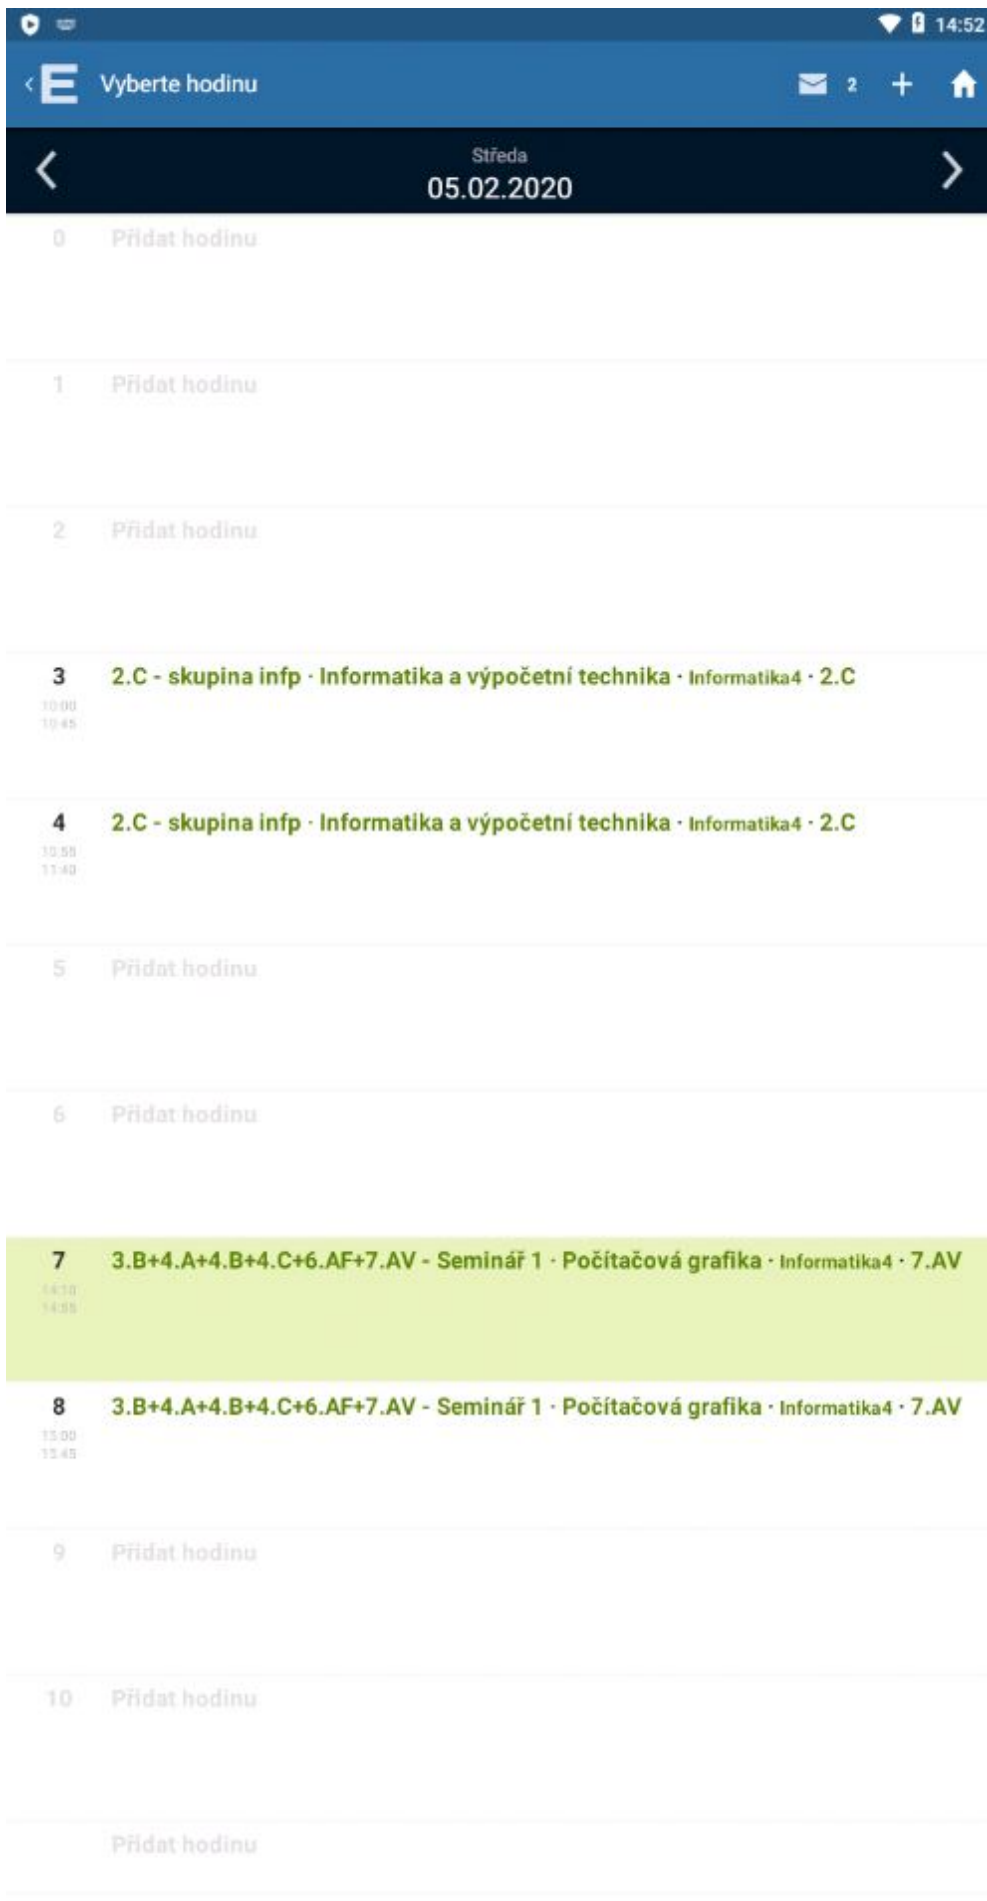 14:52
E Vyberte hodinu 2
Středa
05.02.2020
0 Přidat hodinu
1 Přidat hodinu
2 Přidat hodinu
3 2.C - skupina infp · Informatika a výpočetní technika · Informatika4 · 2.C
10:00
10:45
4 2.C - skupina infp · Informatika a výpočetní technika · Informatika4 · 2.C
10:55
11:40
5 Přidat hodinu
6 Přidat hodinu
7 3.B+4.A+4.B+4.C+6.AF+7.AV - Seminář 1 · Počítačová grafika · Informatika4 · 7.AV
14:10
14:55
8 3.B+4.A+4.B+4.C+6.AF+7.AV - Seminář 1 · Počítačová grafika · Informatika4 · 7.AV
15:00
15:45
9 Přidat hodinu
10 Přidat hodinu
Přidat hodinu